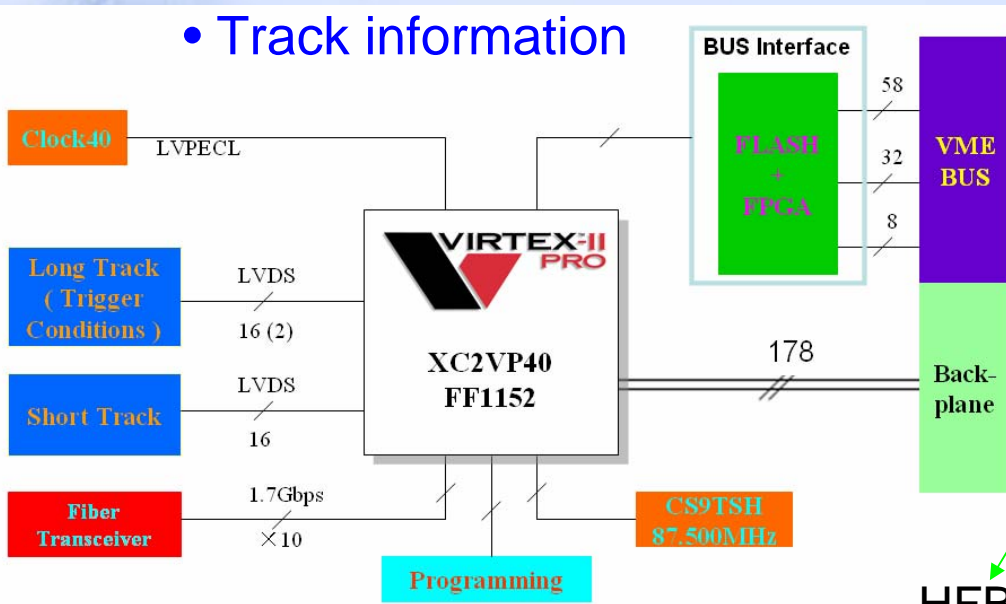 • Track information
BUS Interface
Clock40
LVPECL
FLASH
+
FPGA
58
32
8
VME
BUS
Long Track
( Trigger
Conditions )
LVDS
16 (2)
VIRTEX-II
PRO
XC2VP40
FF1152
178
Back-
plane
Short Track
LVDS
16
Fiber
Transceiver
1.7Gbps
×10
Programming
CS9TSH
87.500MHz